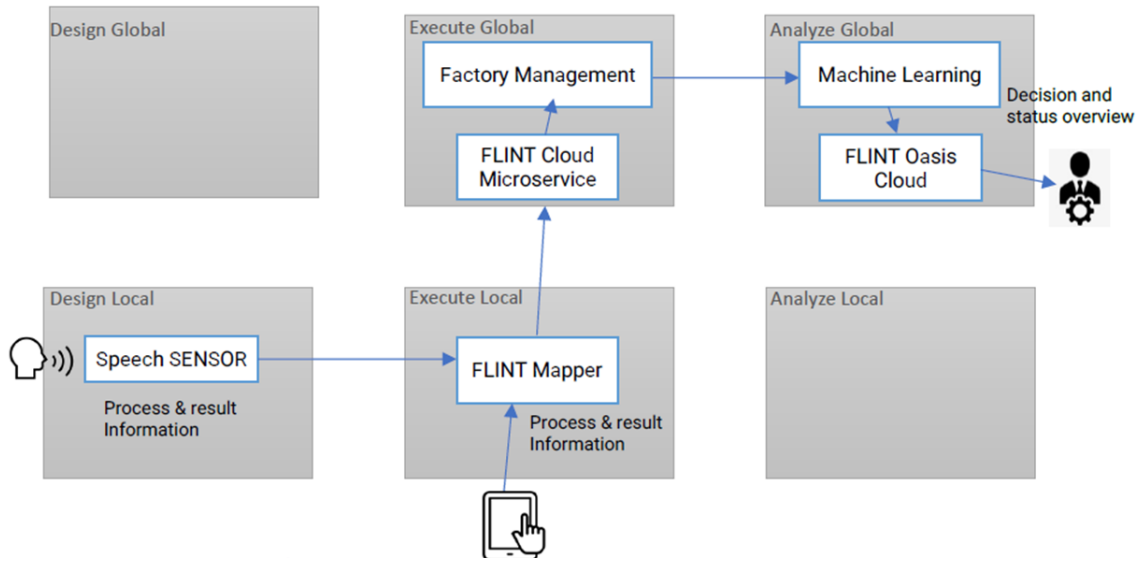 Design Global
Execute Global
Factory Management
FLINT Cloud
Microservice
Analyze Global
Machine Learning
FLINT Oasis
Cloud
Decision and
status overview
Design Local
Speech SENSOR
Process & result
Information
Execute Local
FLINT Mapper
Process & result
Information
Analyze Local